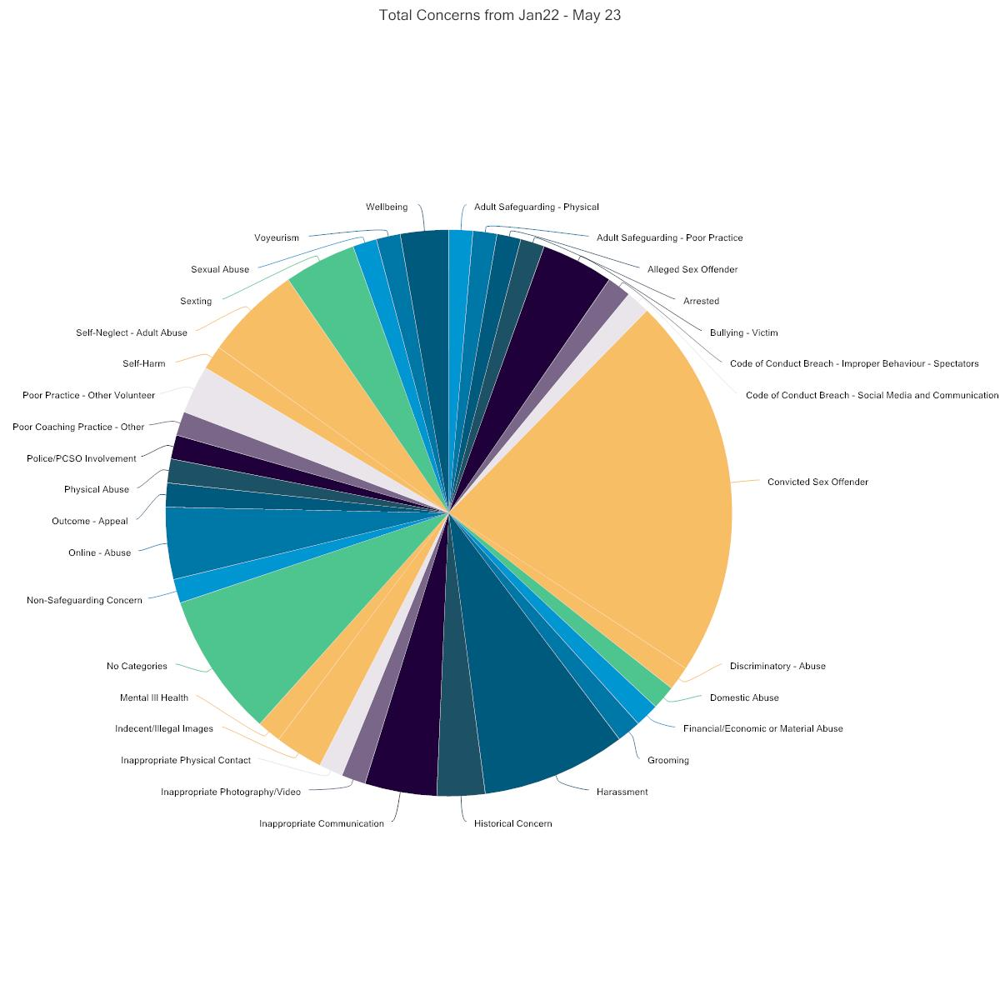 Total Concerns from Jan22 - May 23
Wellbeing
Adult Safeguarding - Physical
Voyeurism
Adult Safeguarding - Poor Practice
Sexual Abuse
Alleged Sex Offender
Sexting
Arrested
Self-Neglect - Adult Abuse
Bullying - Victim
Self-Harm
Code of Conduct Breach - Improper Behaviour - Spectators
Poor Practice - Other Volunteer
Code of Conduct Breach - Social Media and Communication
Poor Coaching Practice - Other
Police/PCSO Involvement
Convicted Sex Offender
Physical Abuse
Outcome - Appeal
Online - Abuse
Non-Safeguarding Concern
No Categories
Discriminatory - Abuse
Mental Ill Health
Domestic Abuse
Indecent/Illegal Images
Financial/Economic or Material Abuse
Inappropriate Physical Contact
Grooming
Inappropriate Photography/Video
Harassment
Inappropriate Communication
Historical Concern